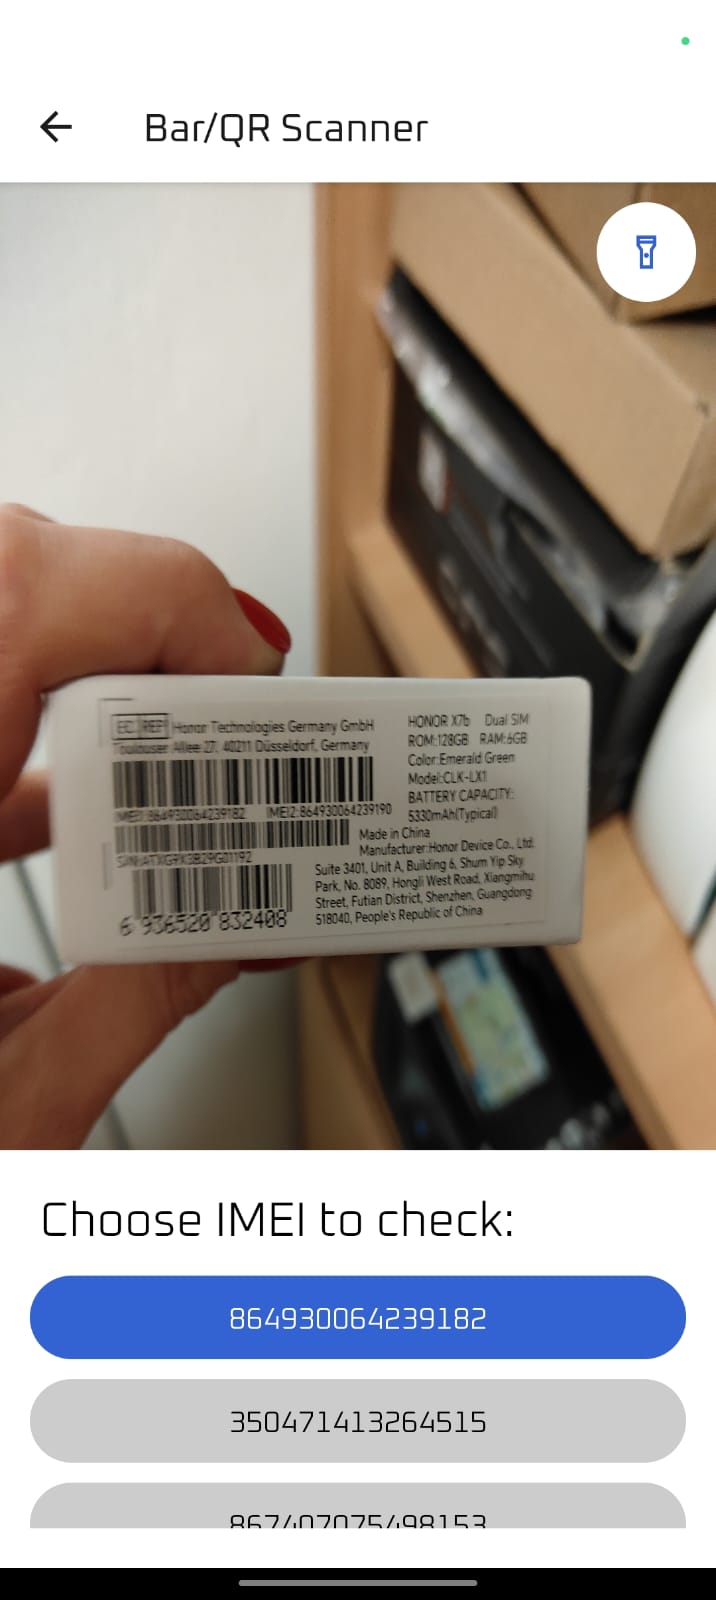 Bar/QR Scanner
EC REP Honor Technologies Germany GmbH
Toulouser Allee 27, 40211 Düsseldorf, Germany
IMEI1:864930064239182 IMEI2:864930064239190
S/N:ATXG9K3B29G01192
6 936520 832408
HONOR X7b Dual SIM
ROM:128GB RAM:6GB
Color:Emerald Green
Model:CLK-LX1
BATTERY CAPACITY:
5330mAh(Typical)
Made in China
Manufacturer:Honor Device Co., Ltd.
Suite 3401, Unit A, Building 6, Shum Yip Sky
Park, No. 8089, Hongli West Road, Xiangmihu
Street, Futian District, Shenzhen, Guangdong
518040, People's Republic of China
Choose IMEI to check:
864930064239182
350471413264515
867407075498153